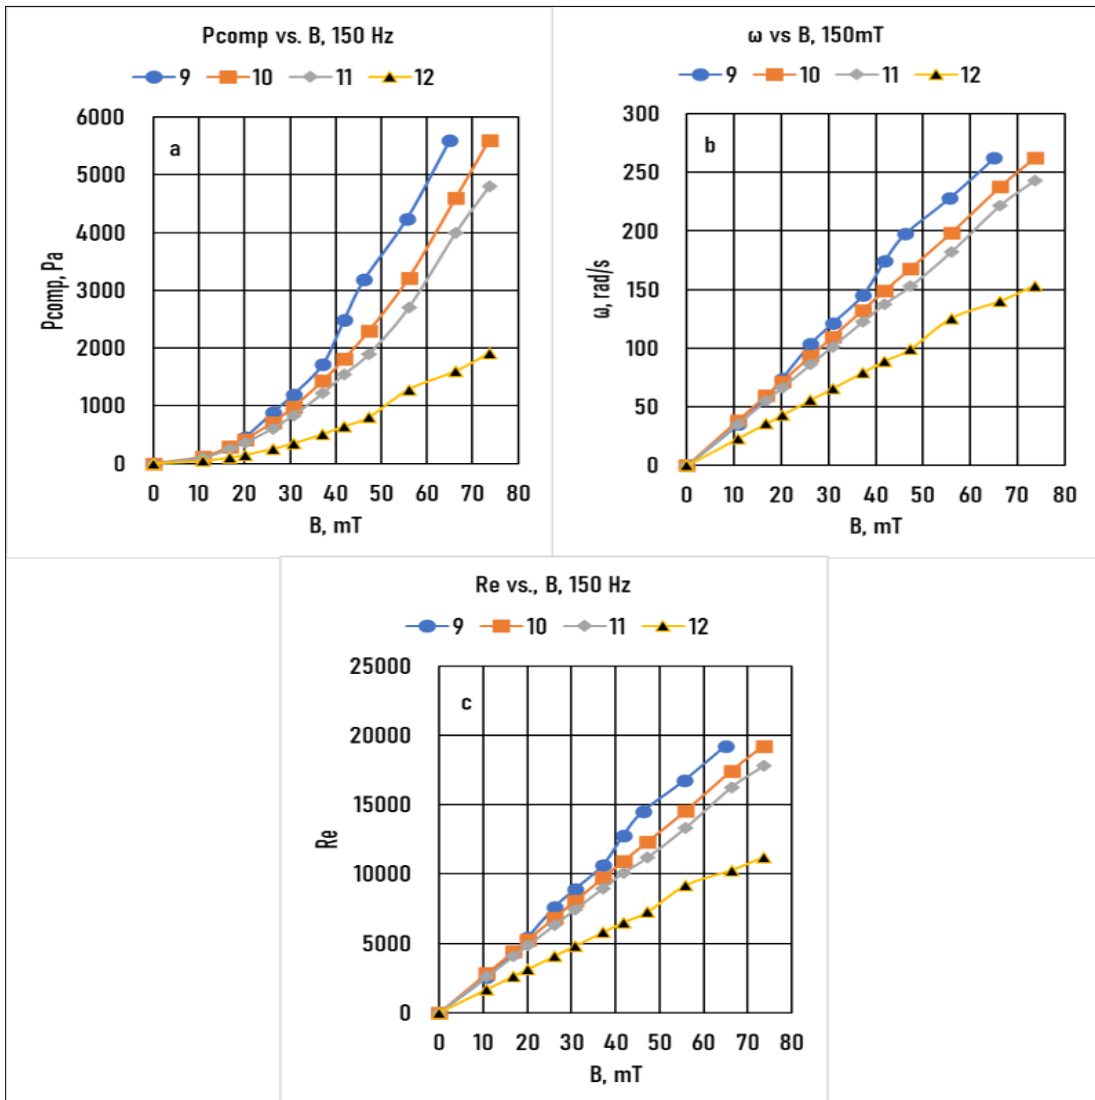 Pcomp vs. B, 150 Hz
9 10 11 12
a
6000
5000
4000
3000
2000
1000
0
Pcomp, Pa
0 10 20 30 40 50 60 70 80
B, mT
ω vs B, 150mT
9 10 11 12
b
300
250
200
150
100
50
0
ω, rad/s
0 10 20 30 40 50 60 70 80
B, mT
Re vs., B, 150 Hz
9 10 11 12
c
25000
20000
15000
10000
5000
0
Re
0 10 20 30 40 50 60 70 80
B, mT